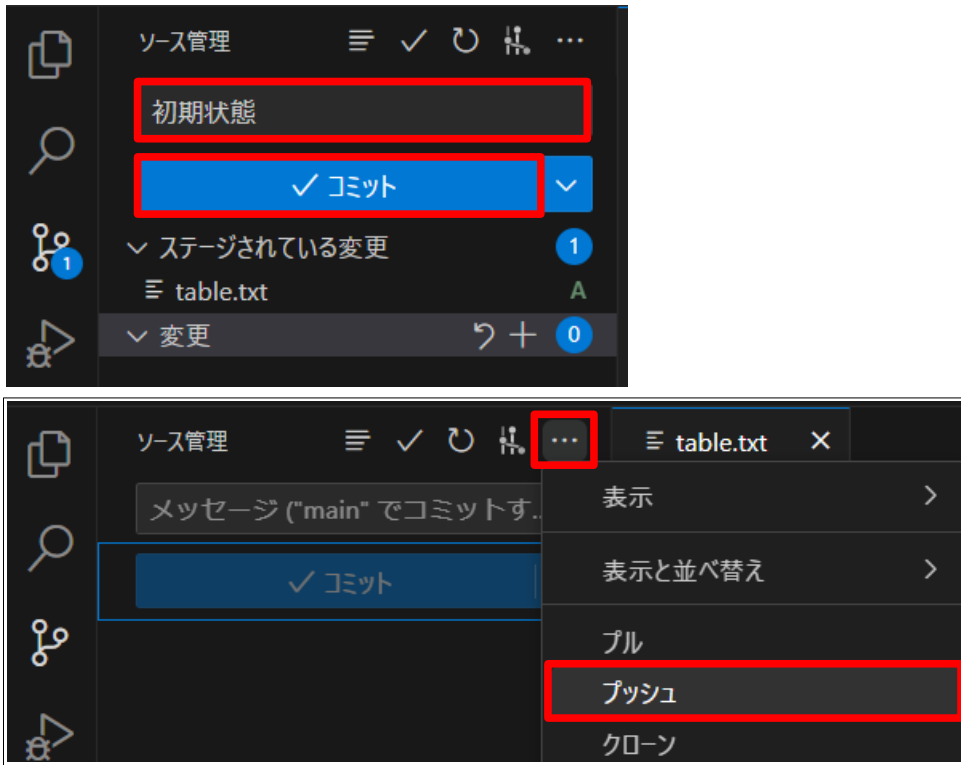 ソース管理
初期状態
コミット
ステージされている変更
1
1
table.txt
A
変更
0
ソース管理
table.txt
メッセージ ("main" でコミットす...
表示
コミット
表示と並べ替え
プル
プッシュ
クローン